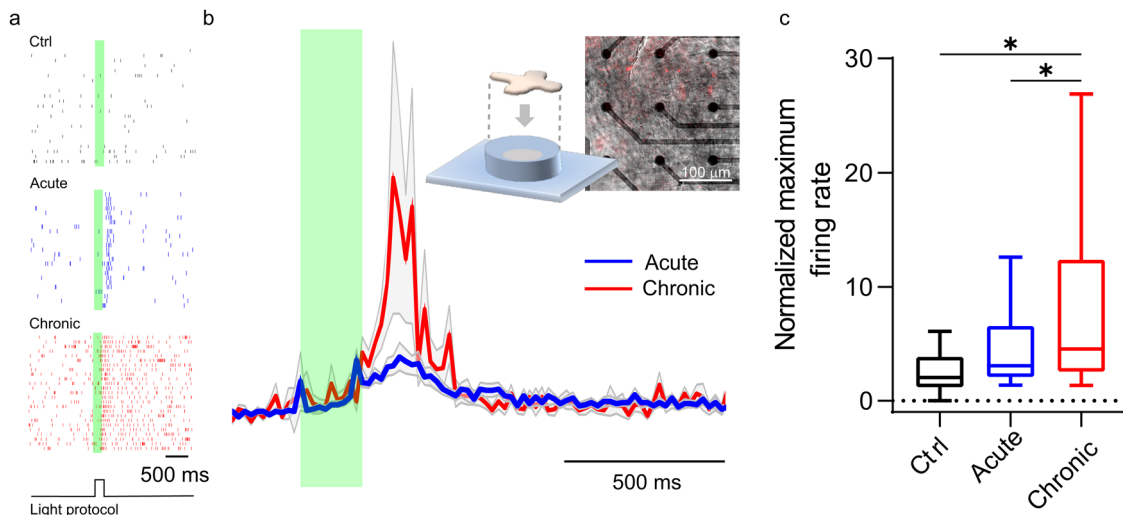 a
Ctrl
Acute
Chronic
500 ms
Light protocol
b
100 µm
Acute
Chronic
500 ms
c
Normalized maximum
firing rate
30
20
10
0
*
*
Ctrl
Acute
Chronic